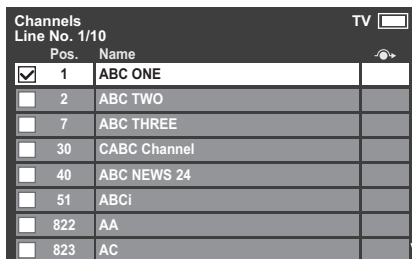 Channels TV
Line No. 1/10
Pos. Name
1 ABC ONE
2 ABC TWO
7 ABC THREE
30 CABC Channel
40 ABC NEWS 24
51 ABCi
822 AA
823 AC